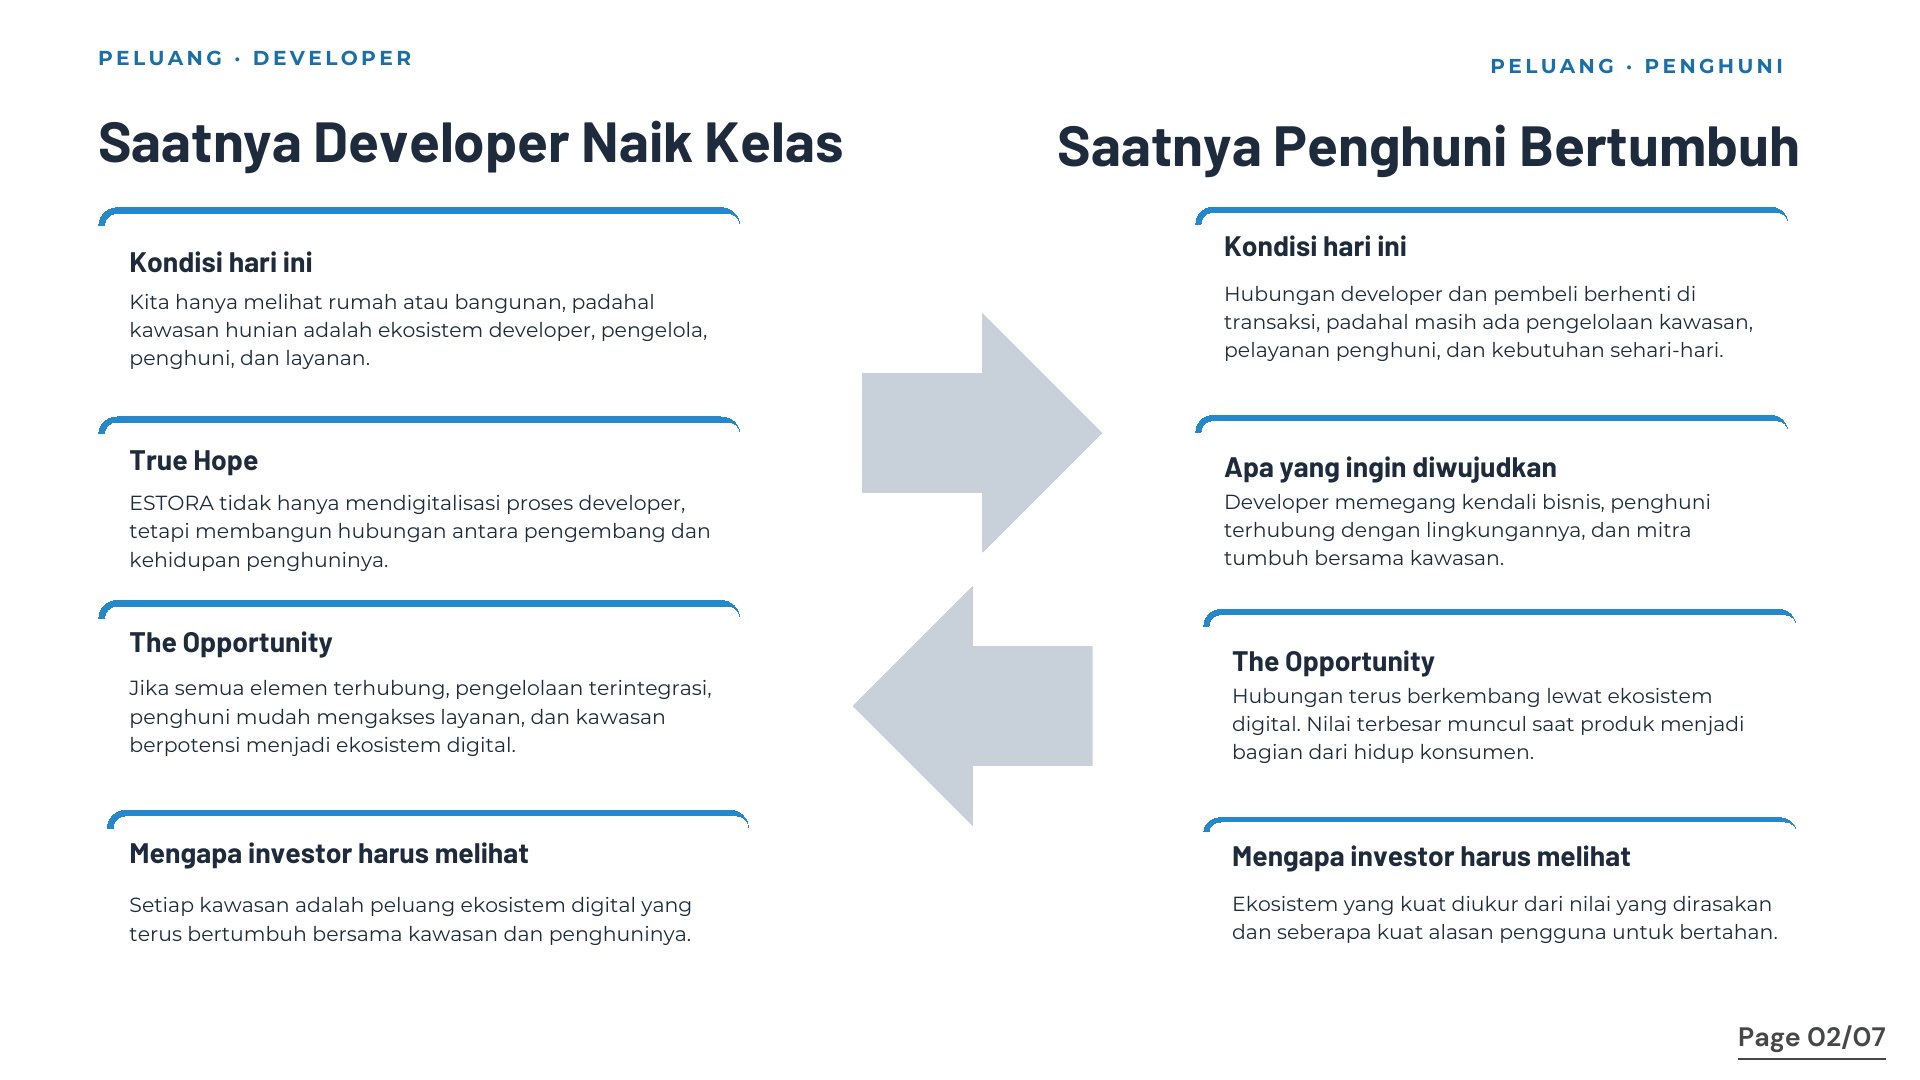 PELUANG · DEVELOPER
Saatnya Developer Naik Kelas
Kondisi hari ini
Kita hanya melihat rumah atau bangunan, padahal
kawasan hunian adalah ekosistem developer, pengelola,
penghuni, dan layanan.
True Hope
ESTORA tidak hanya mendigitalisasi proses developer,
tetapi membangun hubungan antara pengembang dan
kehidupan penghuninya.
The Opportunity
Jika semua elemen terhubung, pengelolaan terintegrasi,
penghuni mudah mengakses layanan, dan kawasan
berpotensi menjadi ekosistem digital.
Mengapa investor harus melihat
Setiap kawasan adalah peluang ekosistem digital yang
terus bertumbuh bersama kawasan dan penghuninya.
PELUANG · PENGHUNI
Saatnya Penghuni Bertumbuh
Kondisi hari ini
Hubungan developer dan pembeli berhenti di
transaksi, padahal masih ada pengelolaan kawasan,
pelayanan penghuni, dan kebutuhan sehari-hari.
Apa yang ingin diwujudkan
Developer memegang kendali bisnis, penghuni
terhubung dengan lingkungannya, dan mitra
tumbuh bersama kawasan.
The Opportunity
Hubungan terus berkembang lewat ekosistem
digital. Nilai terbesar muncul saat produk menjadi
bagian dari hidup konsumen.
Mengapa investor harus melihat
Ekosistem yang kuat diukur dari nilai yang dirasakan
dan seberapa kuat alasan pengguna untuk bertahan.
Page 02/07